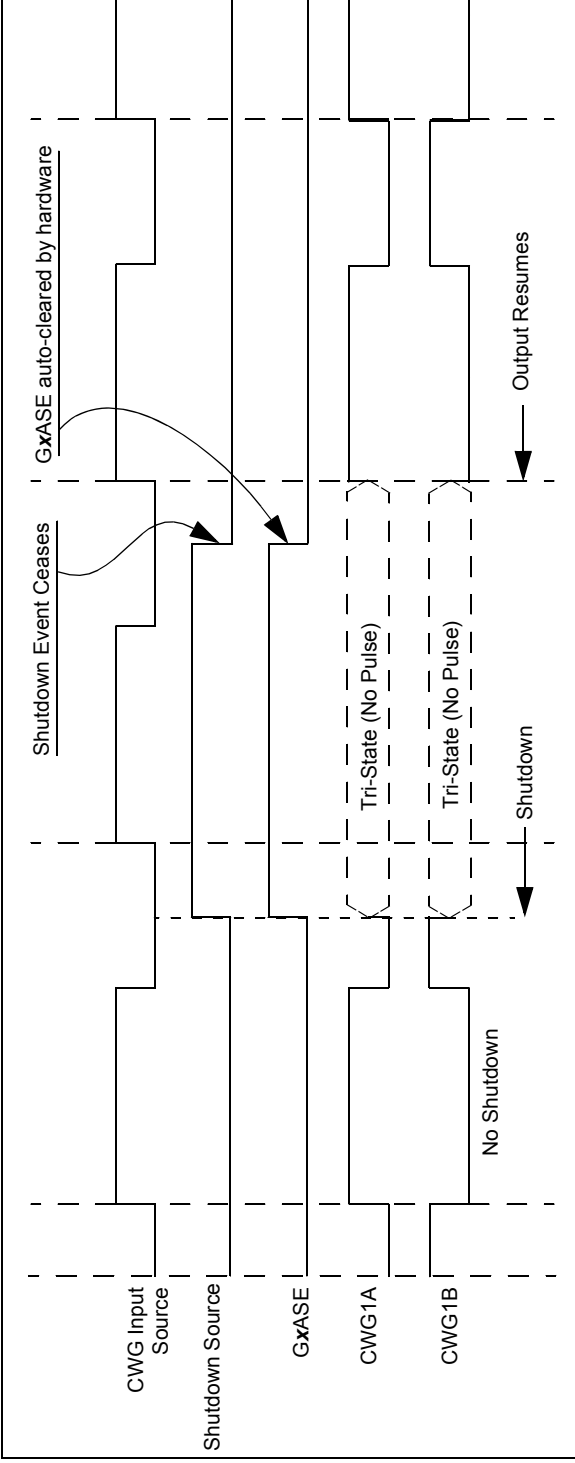 CWG Input
Source
Shutdown Source
GxASE
CWG1A
CWG1B
Shutdown Event Ceases
GxASE auto-cleared by hardware
Tri-State (No Pulse)
Tri-State (No Pulse)
No Shutdown
Shutdown
Output Resumes